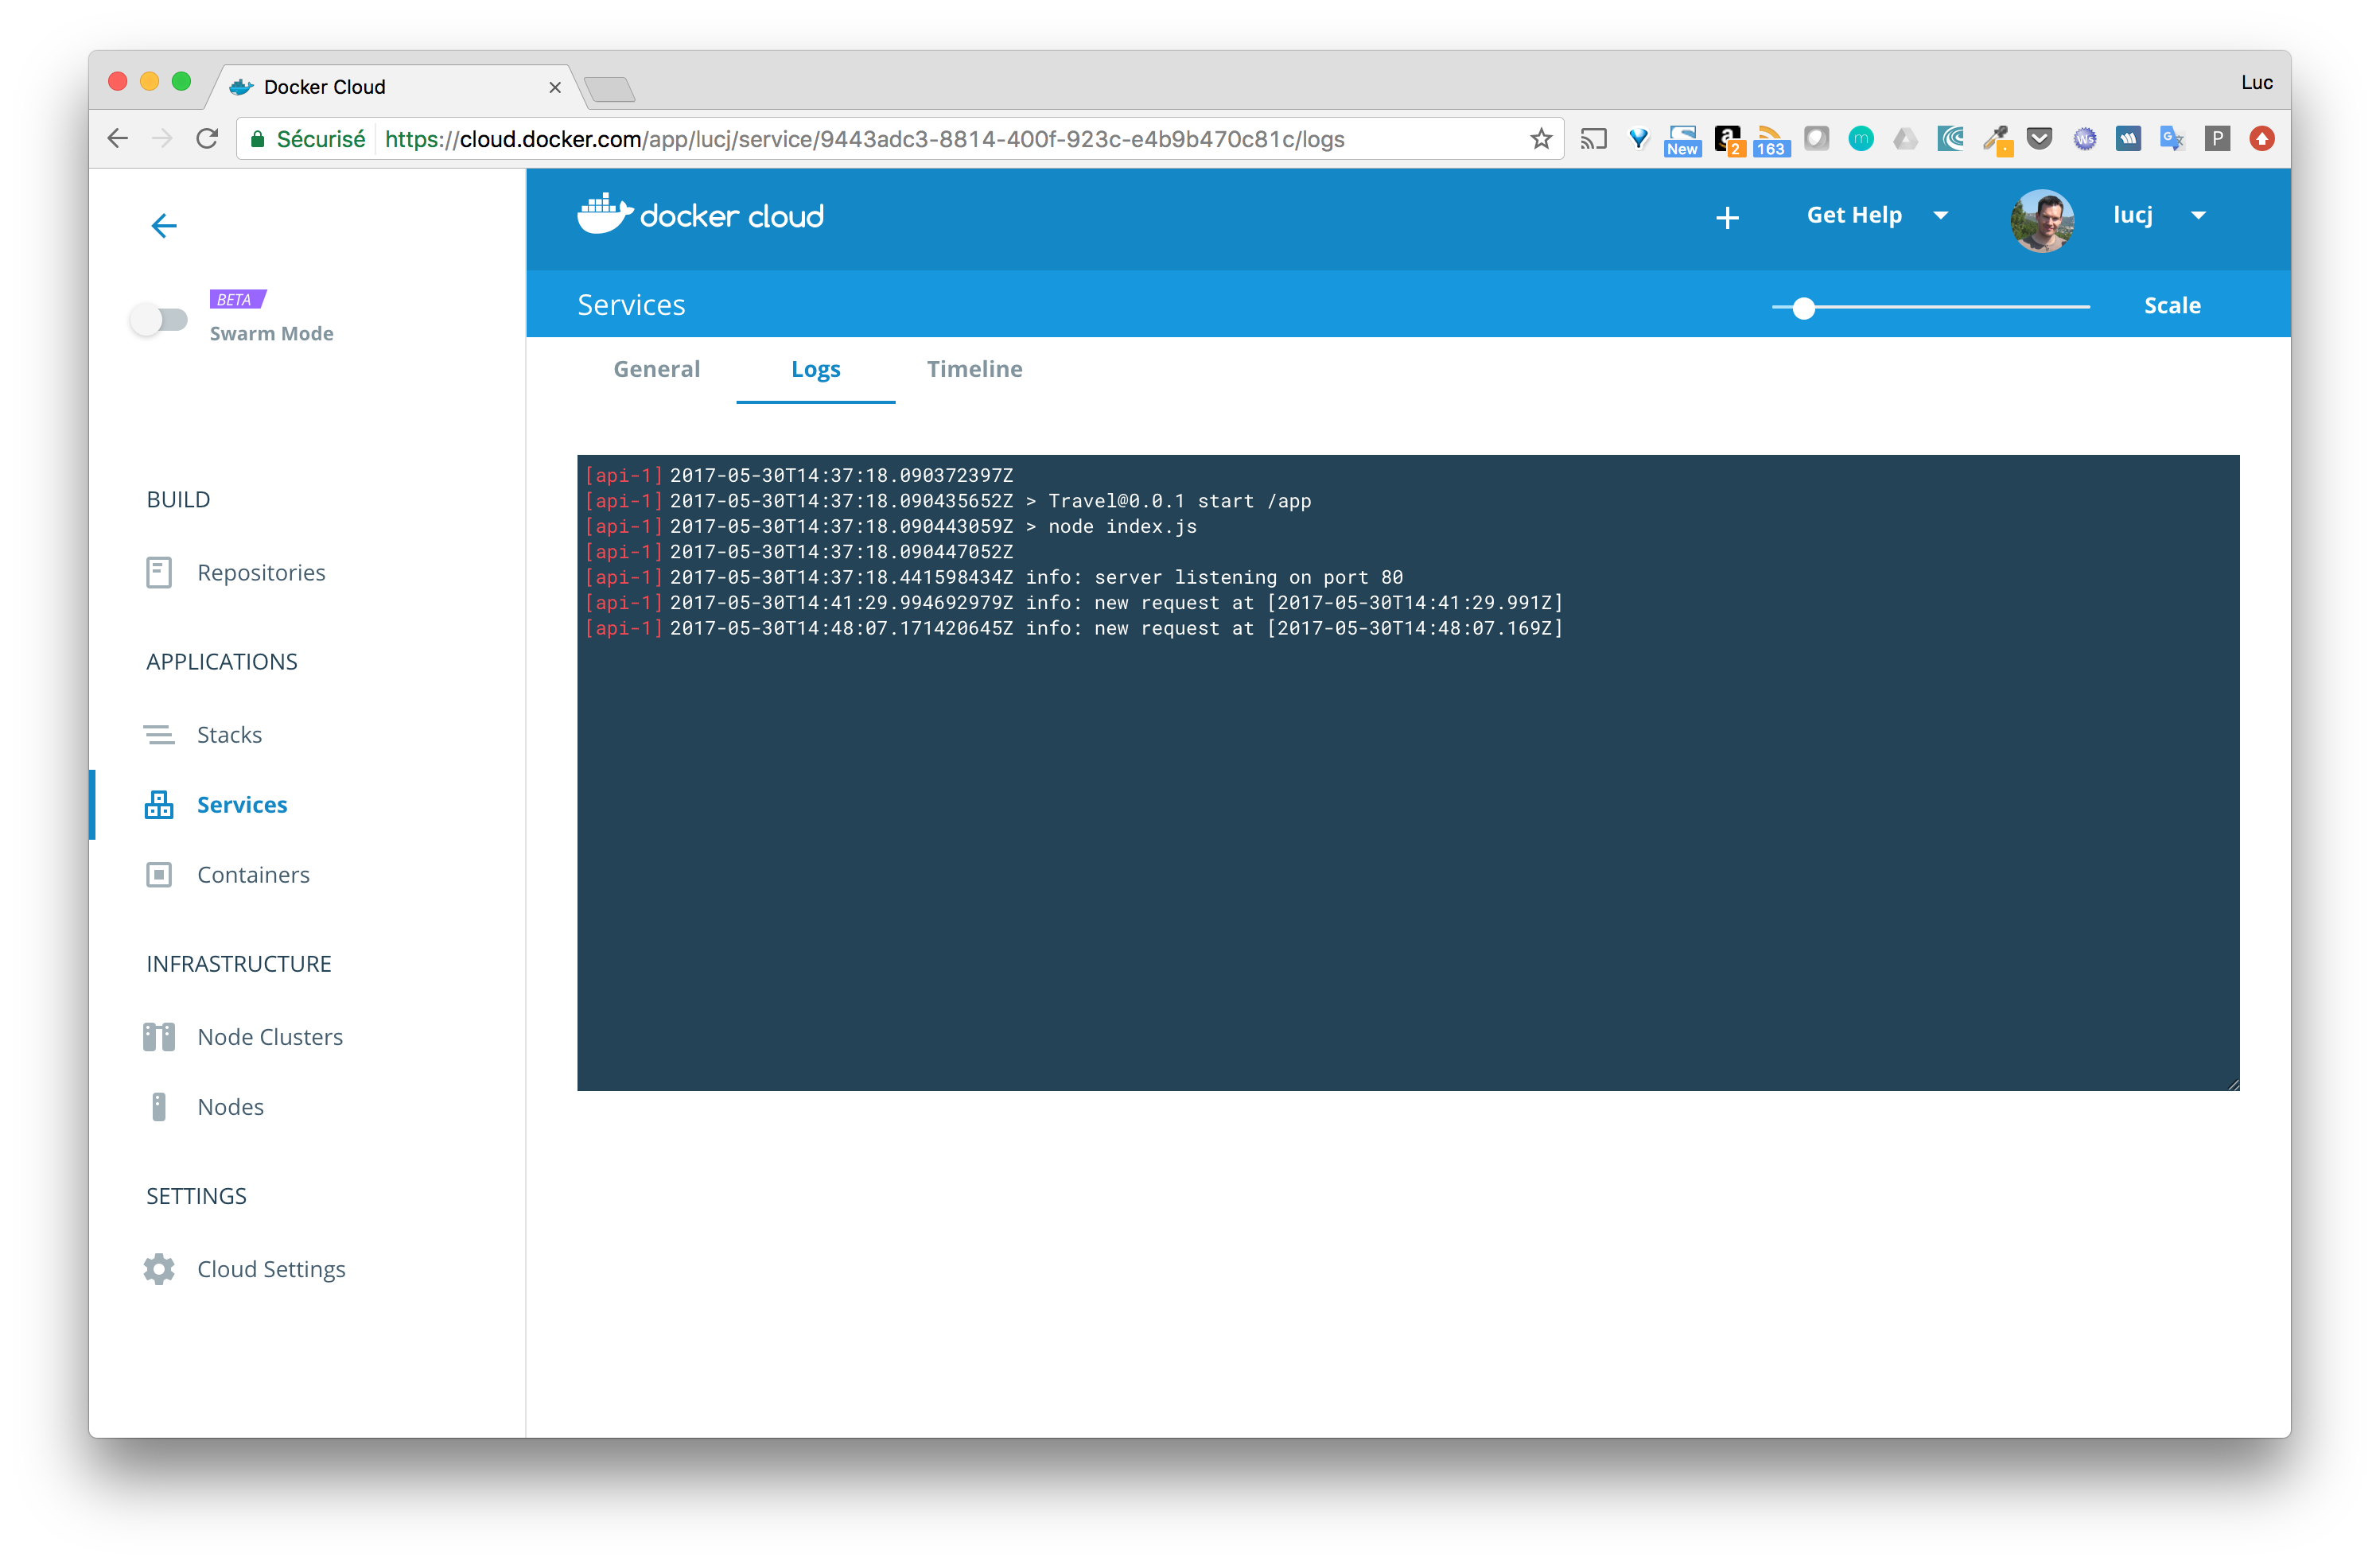 Docker Cloud
Luc
Sécurisé https://cloud.docker.com/app/lucj/service/9443adc3-8814-400f-923c-e4b9b470c81c/logs
New
a
2
163
m
Ws
G
P
BETA
Swarm Mode
BUILD
Repositories
APPLICATIONS
Stacks
Services
Containers
INFRASTRUCTURE
Node Clusters
Nodes
SETTINGS
Cloud Settings
docker cloud
Get Help
lucj
Services
Scale
General Logs Timeline
[api-1] 2017-05-30T14:37:18.090372397Z
[api-1] 2017-05-30T14:37:18.090435652Z > Travel@0.0.1 start /app
[api-1] 2017-05-30T14:37:18.090443059Z > node index.js
[api-1] 2017-05-30T14:37:18.090447052Z
[api-1] 2017-05-30T14:37:18.441598434Z info: server listening on port 80
[api-1] 2017-05-30T14:41:29.994692979Z info: new request at [2017-05-30T14:41:29.991Z]
[api-1] 2017-05-30T14:48:07.171420645Z info: new request at [2017-05-30T14:48:07.169Z]